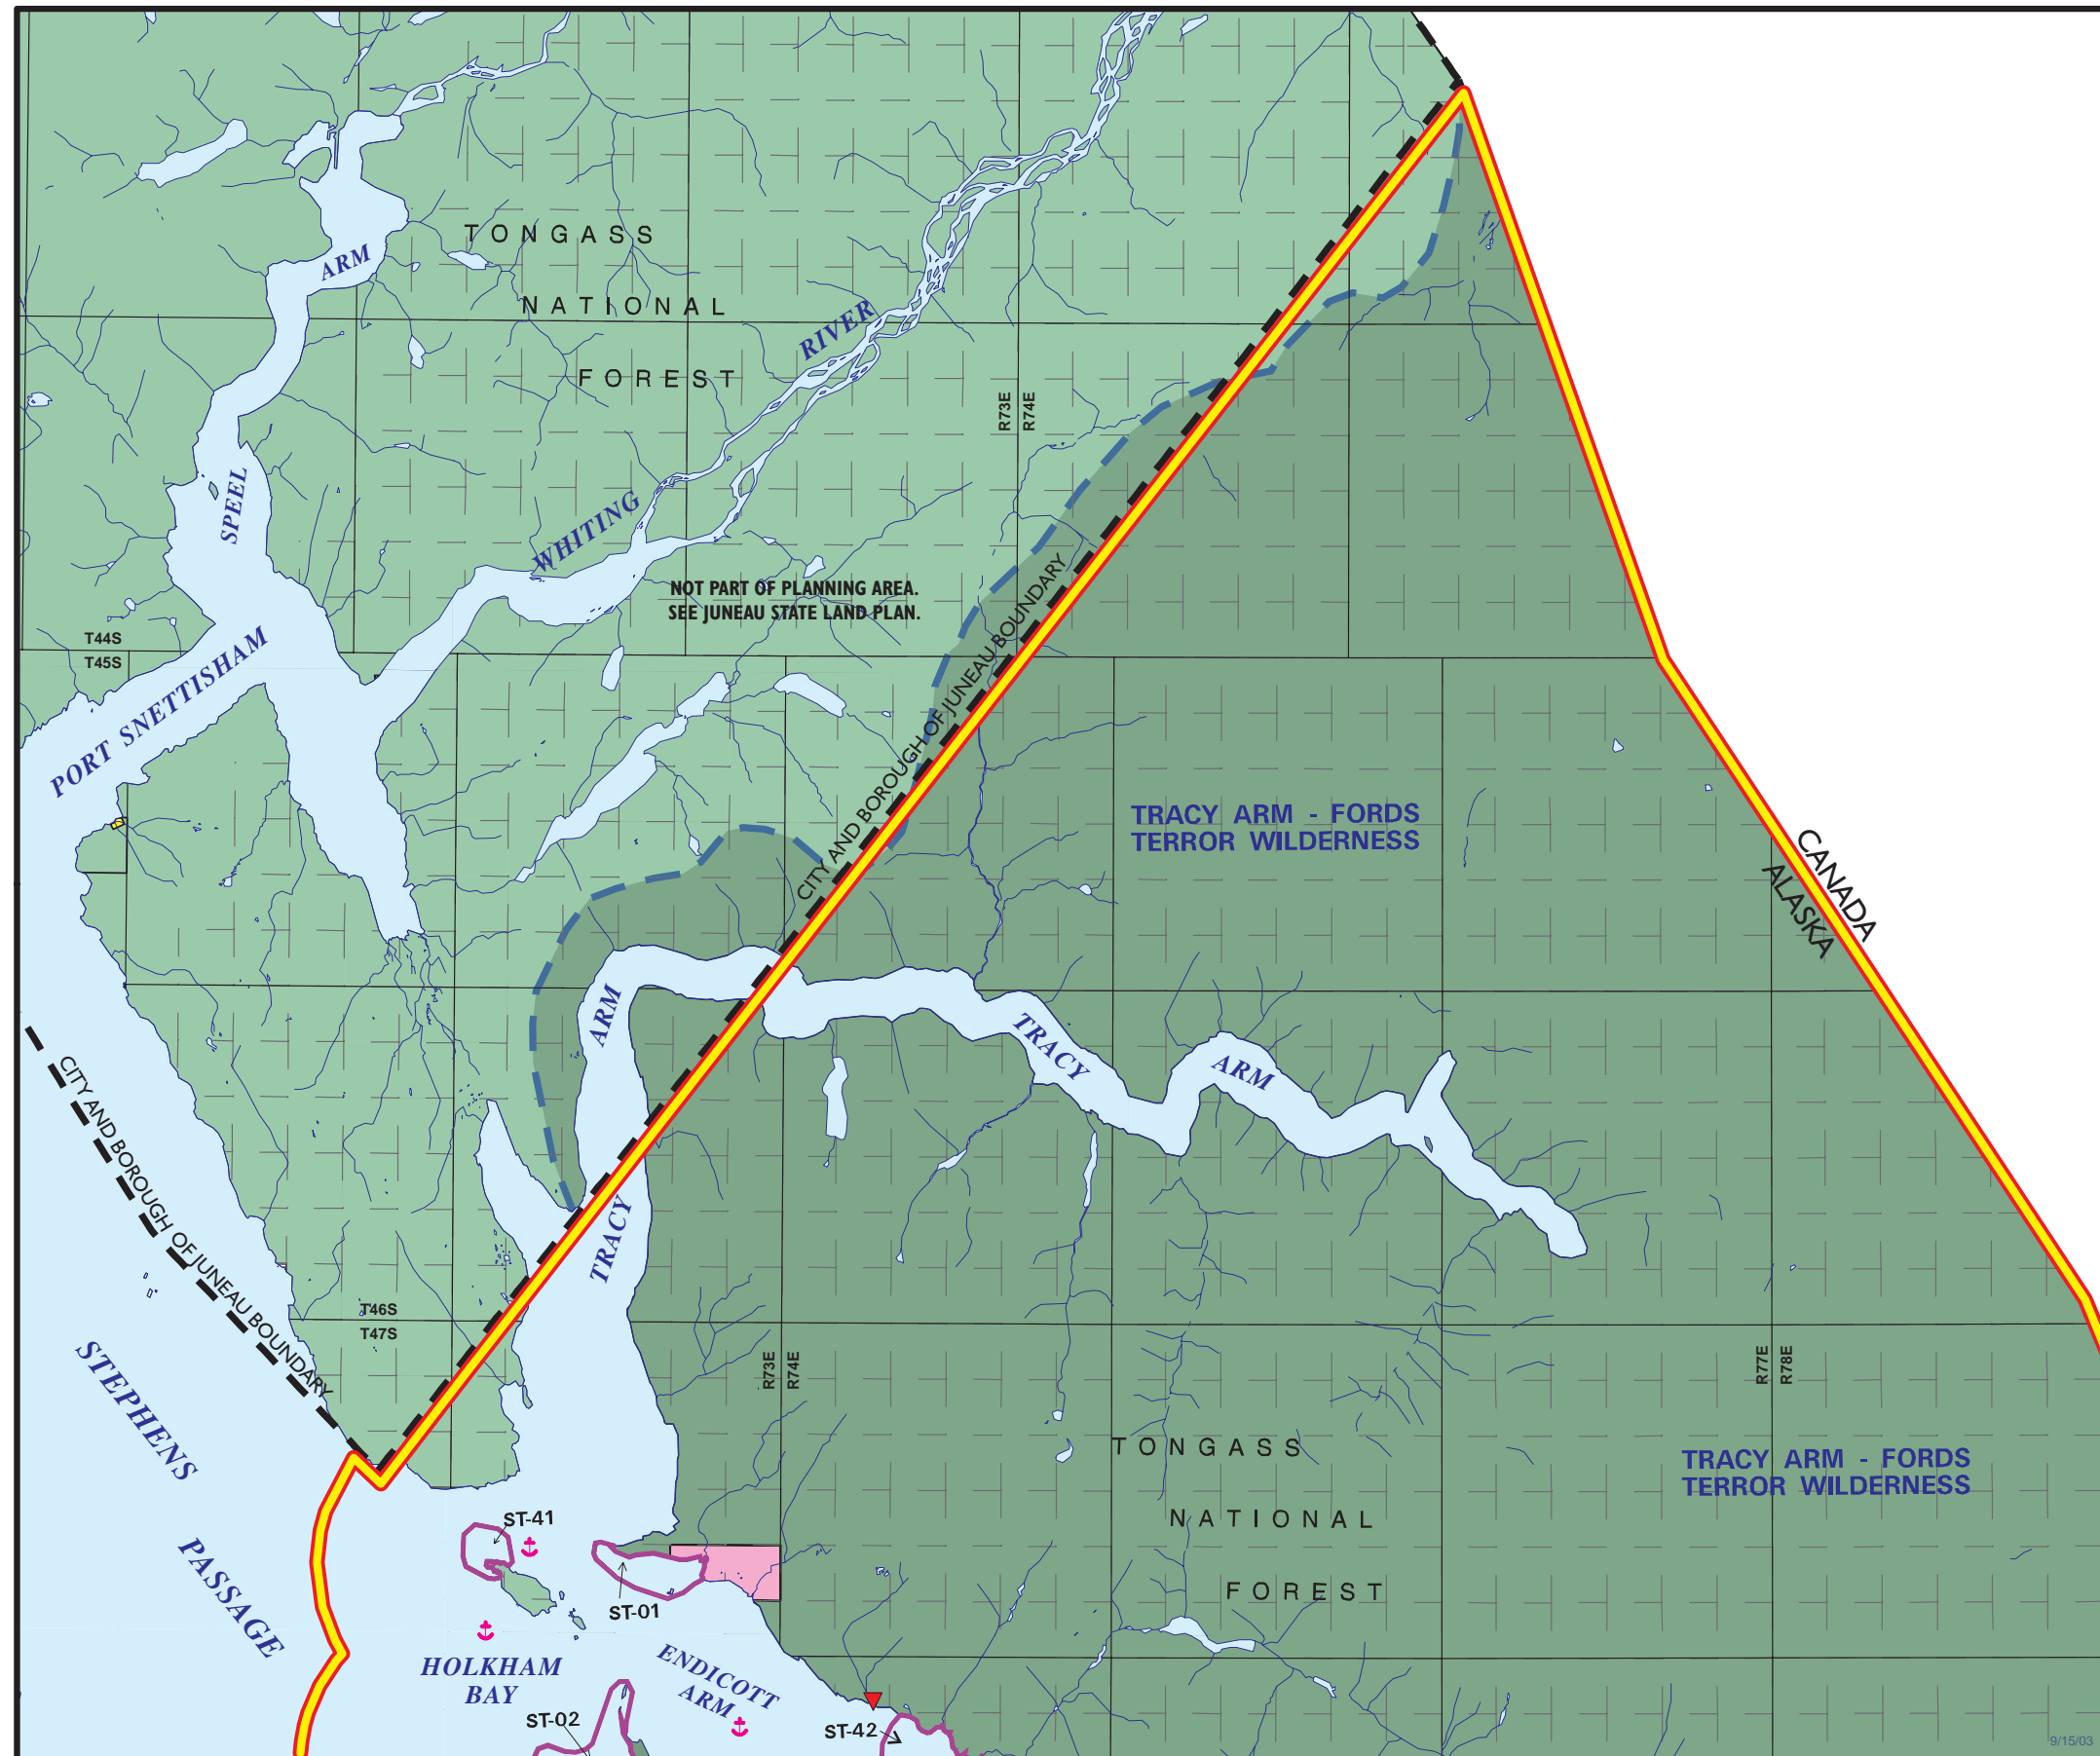 TONGASS
ARM
NATIONAL
RIVER
FOREST
R73E
R74E
SPEEL
WHITING
NOT PART OF PLANNING AREA.
SEE JUNEAU STATE LAND PLAN.
T44S
T45S
PORT SNETTISHAM
CITY AND BOROUGH OF JUNEAU BOUNDARY
TRACY ARM - FORDS
TERROR WILDERNESS
CANADA
ALASKA
ARM
TRACY
ARM
CITY AND BOROUGH OF JUNEAU BOUNDARY
TRACY
T46S
T47S
R73E
R74E
R77E
R78E
STEPHENS
PASSAGE
TONGASS
NATIONAL
FOREST
TRACY ARM - FORDS
TERROR WILDERNESS
ST-41
ST-01
HOLKHAM
BAY
ENDICOTT
ARM
ST-02
ST-42
9/15/03